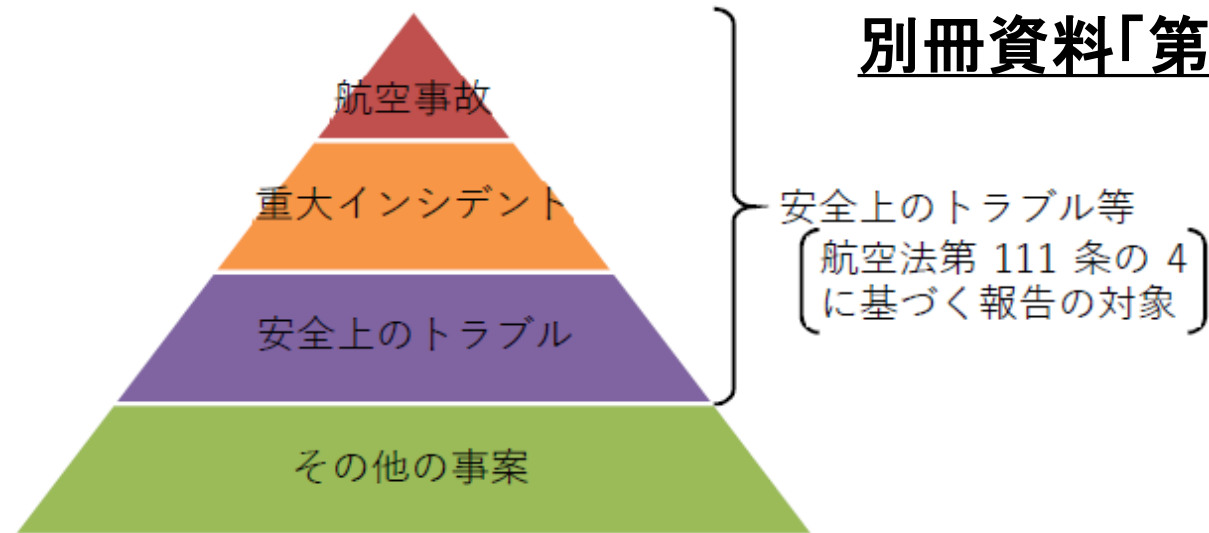 別冊資料「第
航空事故
重大インシデント
安全上のトラブル
その他の事案
安全上のトラブル等
航空法第 111 条の 4
に基づく報告の対象